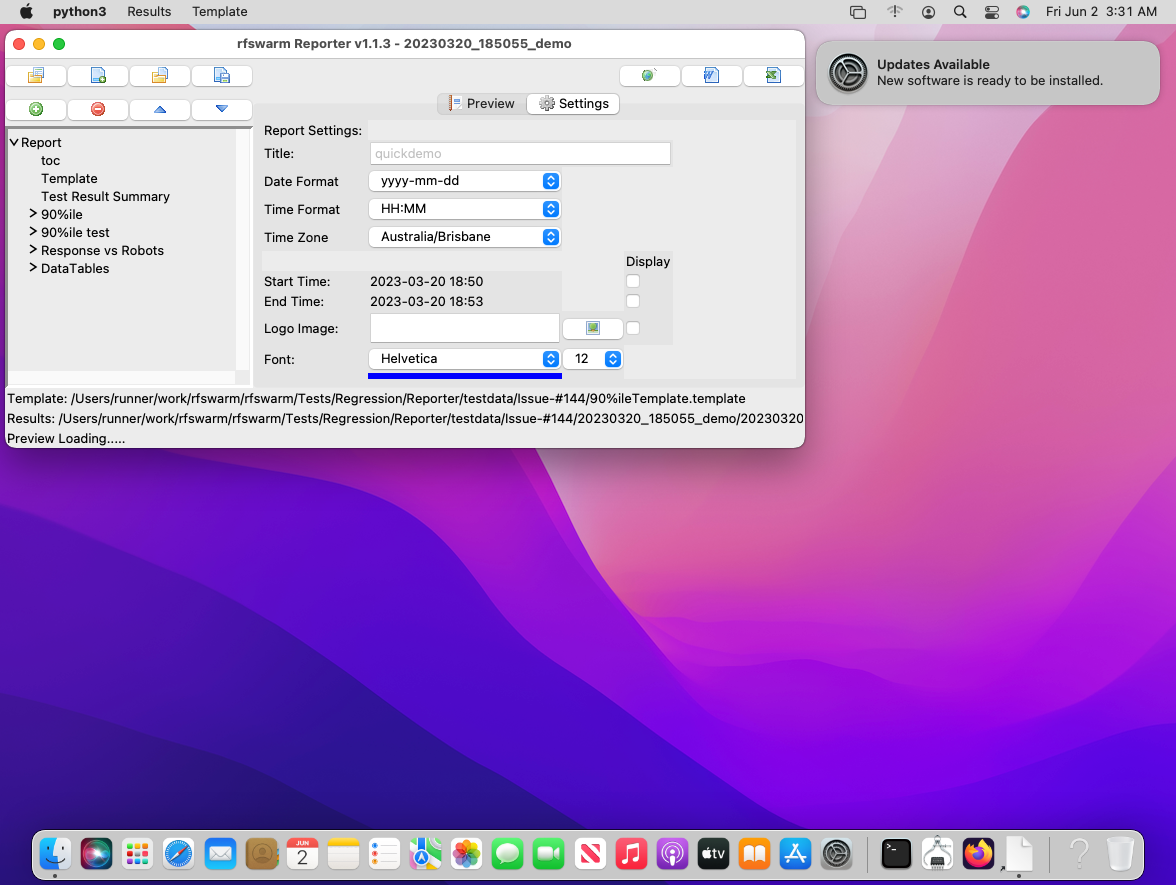 python3 Results Template Fri Jun 2 3:31 AM
rfswarm Reporter v1.1.3 - 20230320_185055_demo
Updates Available
New software is ready to be installed.
Preview Settings
Report
toc
Template
Test Result Summary
90%ile
90%ile test
Response vs Robots
DataTables
Report Settings:
Title: quickdemo
Date Format yyyy-mm-dd
Time Format HH:MM
Time Zone Australia/Brisbane
Display
Start Time: 2023-03-20 18:50
End Time: 2023-03-20 18:53
Logo Image:
Font: Helvetica 12
Template: /Users/runner/work/rfswarm/rfswarm/Tests/Regression/Reporter/testdata/Issue-#144/90%ileTemplate.template
Results: /Users/runner/work/rfswarm/rfswarm/Tests/Regression/Reporter/testdata/Issue-#144/20230320_185055_demo/20230320
Preview Loading.....
JUN
2
tv